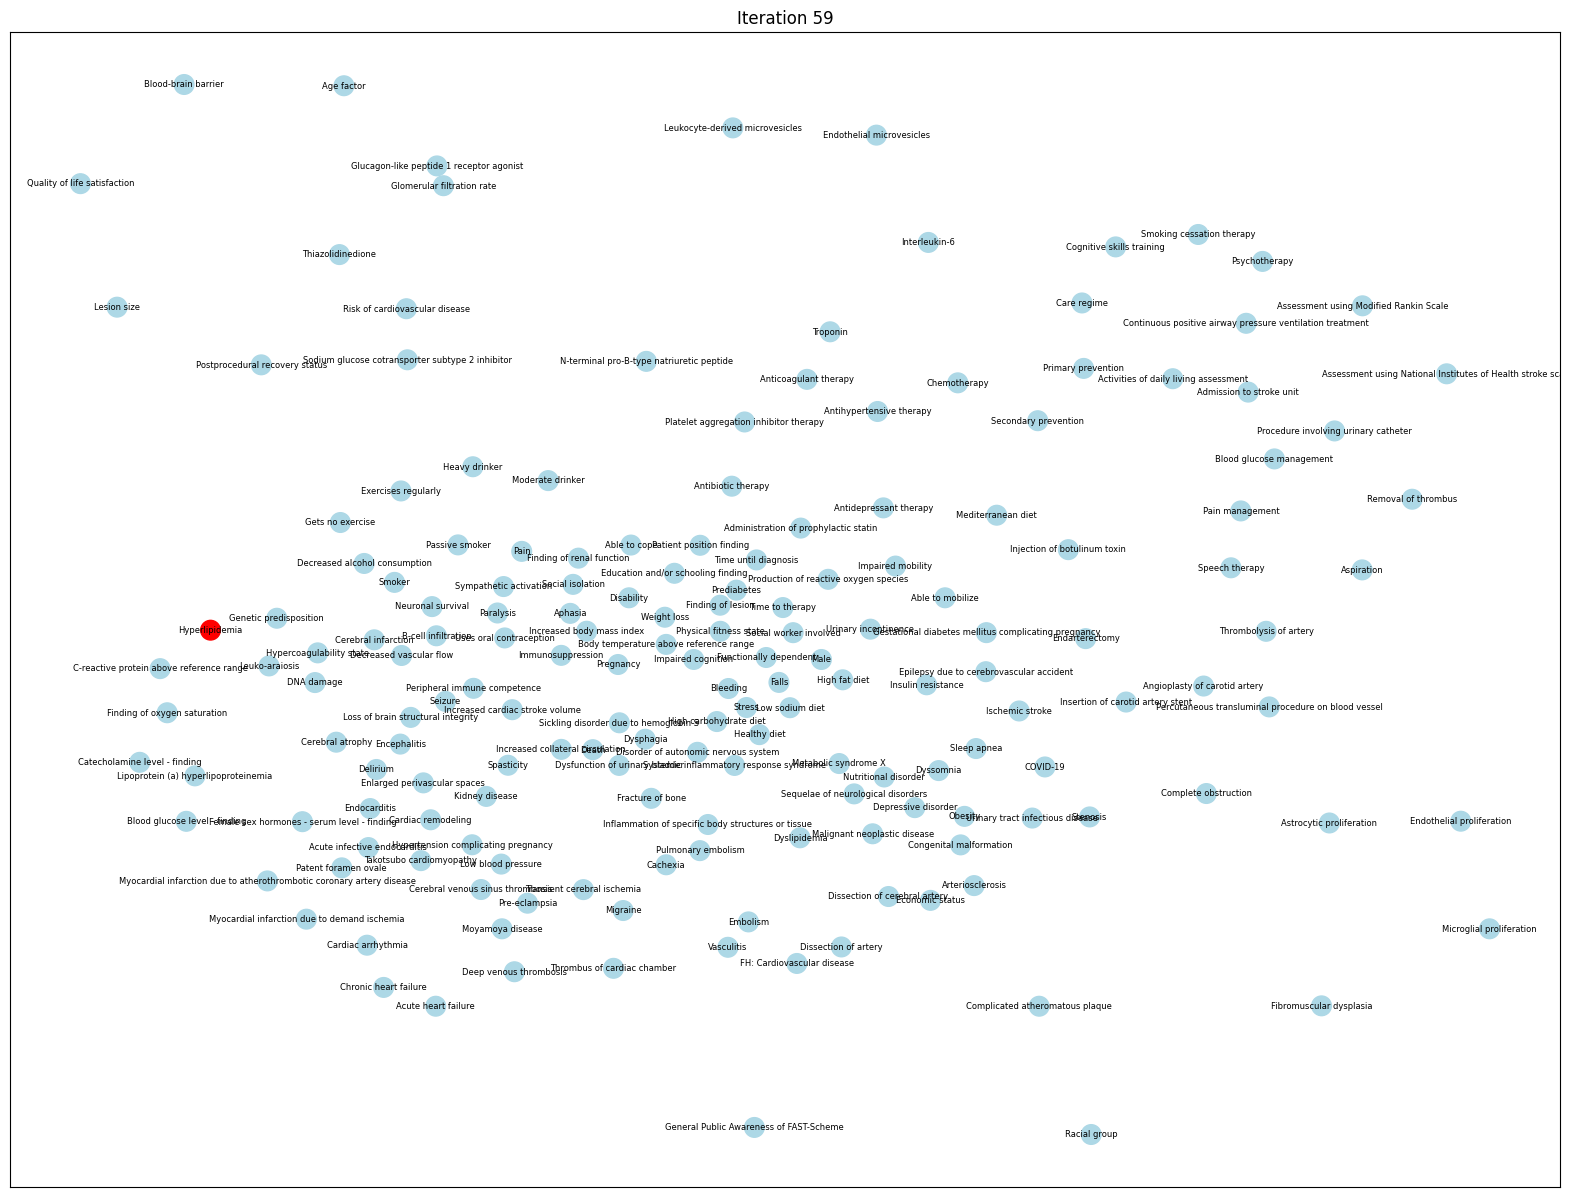 Iteration 59
Blood-brain barrier
Age factor
Leukocyte-derived microvesicles
Endothelial microvesicles
Glucagon-like peptide 1 receptor agonist
Quality of life satisfaction
Glomerular filtration rate
Smoking cessation therapy
Interleukin-6
Cognitive skills training
Thiazolidinedione
Psychotherapy
Care regime
Lesion size
Assessment using Modified Rankin Scale
Risk of cardiovascular disease
Continuous positive airway pressure ventilation treatment
Troponin
Sodium glucose cotransporter subtype 2 inhibitor
N-terminal pro-B-type natriuretic peptide
Postprocedural recovery status
Primary prevention
Assessment using National Institutes of Health stroke sc
Anticoagulant therapy
Activities of daily living assessment
Chemotherapy
Admission to stroke unit
Antihypertensive therapy
Platelet aggregation inhibitor therapy
Secondary prevention
Procedure involving urinary catheter
Blood glucose management
Heavy drinker
Moderate drinker
Antibiotic therapy
Exercises regularly
Removal of thrombus
Antidepressant therapy
Pain management
Mediterranean diet
Gets no exercise
Administration of prophylactic statin
Passive smoker
Able to cope
Patient position finding
Injection of botulinum toxin
Pain
Finding of renal function
Time until diagnosis
Decreased alcohol consumption
Impaired mobility
Speech therapy
Aspiration
Education and/or schooling finding
Production of reactive oxygen species
Smoker
Social isolation
Sympathetic activation
Prediabetes
Disability
Able to mobilize
Finding of lesion
Neuronal survival
Time to therapy
Paralysis
Aphasia
Weight loss
Genetic predisposition
Urinary incontinence
Hyperlipidemia
Increased body mass index
Physical fitness state
Thrombolysis of artery
Social worker involved
Gestational diabetes mellitus complicating pregnancy
B-cell infiltration
Uses oral contraception
Endarterectomy
Cerebral infarction
Body temperature above reference range
Hypercoagulability state
Decreased vascular flow
Immunosuppression
Functionally dependent
Impaired cognition
Male
Pregnancy
Leuko-araiosis
C-reactive protein above reference range
Epilepsy due to cerebrovascular accident
High fat diet
DNA damage
Falls
Insulin resistance
Angioplasty of carotid artery
Peripheral immune competence
Bleeding
Seizure
Insertion of carotid artery stent
Percutaneous transluminal procedure on blood vessel
Stress
Low sodium diet
Increased cardiac stroke volume
Ischemic stroke
Finding of oxygen saturation
Loss of brain structural integrity
High carbohydrate diet
Sickling disorder due to hemoglobin S
Healthy diet
Dysphagia
Cerebral atrophy
Encephalitis
Sleep apnea
Increased collateral circulation
Death
Disorder of autonomic nervous system
Catecholamine level - finding
Metabolic syndrome X
Spasticity
Dysfunction of urinary bladder
Systemic inflammatory response syndrome
COVID-19
Delirium
Dyssomnia
Lipoprotein (a) hyperlipoproteinemia
Nutritional disorder
Enlarged perivascular spaces
Complete obstruction
Sequelae of neurological disorders
Kidney disease
Fracture of bone
Endocarditis
Depressive disorder
Obesity
Urinary tract infectious disease
Stenosis
Cardiac remodeling
Blood glucose level - finding
Female sex hormones - serum level - finding
Endothelial proliferation
Astrocytic proliferation
Inflammation of specific body structures or tissue
Malignant neoplastic disease
Dyslipidemia
Hypertension complicating pregnancy
Congenital malformation
Acute infective endocarditis
Pulmonary embolism
Takotsubo cardiomyopathy
Low blood pressure
Cachexia
Patent foramen ovale
Myocardial infarction due to atherothrombotic coronary artery disease
Arteriosclerosis
Cerebral venous sinus thrombosis
Transient cerebral ischemia
Dissection of cerebral artery
Economic status
Pre-eclampsia
Migraine
Myocardial infarction due to demand ischemia
Embolism
Moyamoya disease
Microglial proliferation
Cardiac arrhythmia
Vasculitis
Dissection of artery
FH: Cardiovascular disease
Thrombus of cardiac chamber
Deep venous thrombosis
Chronic heart failure
Acute heart failure
Complicated atheromatous plaque
Fibromuscular dysplasia
General Public Awareness of FAST-Scheme
Racial group